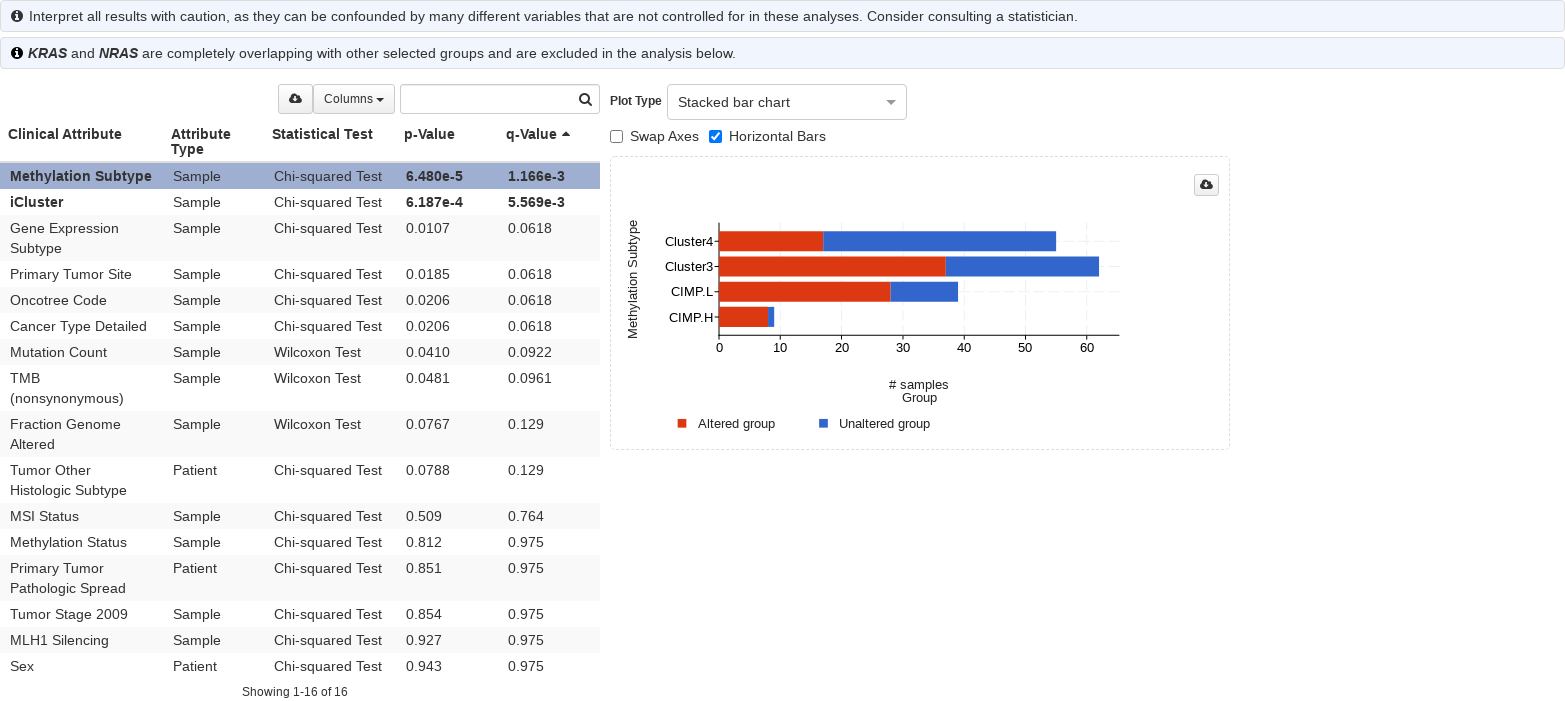 Interpret all results with caution, as they can be confounded by many different variables that are not controlled for in these analyses. Consider consulting a statistician.
KRAS and NRAS are completely overlapping with other selected groups and are excluded in the analysis below.
Columns
Clinical Attribute Attribute Type Statistical Test p-Value q-Value
Methylation Subtype Sample Chi-squared Test 6.480e-5 1.166e-3
iCluster Sample Chi-squared Test 6.187e-4 5.569e-3
Gene Expression Subtype Sample Chi-squared Test 0.0107 0.0618
Primary Tumor Site Sample Chi-squared Test 0.0185 0.0618
Oncotree Code Sample Chi-squared Test 0.0206 0.0618
Cancer Type Detailed Sample Chi-squared Test 0.0206 0.0618
Mutation Count Sample Wilcoxon Test 0.0410 0.0922
TMB (nonsynonymous) Sample Wilcoxon Test 0.0481 0.0961
Fraction Genome Altered Sample Wilcoxon Test 0.0767 0.129
Tumor Other Histologic Subtype Patient Chi-squared Test 0.0788 0.129
MSI Status Sample Chi-squared Test 0.509 0.764
Methylation Status Sample Chi-squared Test 0.812 0.975
Primary Tumor Pathologic Spread Patient Chi-squared Test 0.851 0.975
Tumor Stage 2009 Sample Chi-squared Test 0.854 0.975
MLH1 Silencing Sample Chi-squared Test 0.927 0.975
Sex Patient Chi-squared Test 0.943 0.975
Showing 1-16 of 16
Plot Type Stacked bar chart
Swap Axes Horizontal Bars
Methylation Subtype
Cluster4
Cluster3
CIMP.L
CIMP.H
0 10 20 30 40 50 60
# samples
Group
Altered group Unaltered group